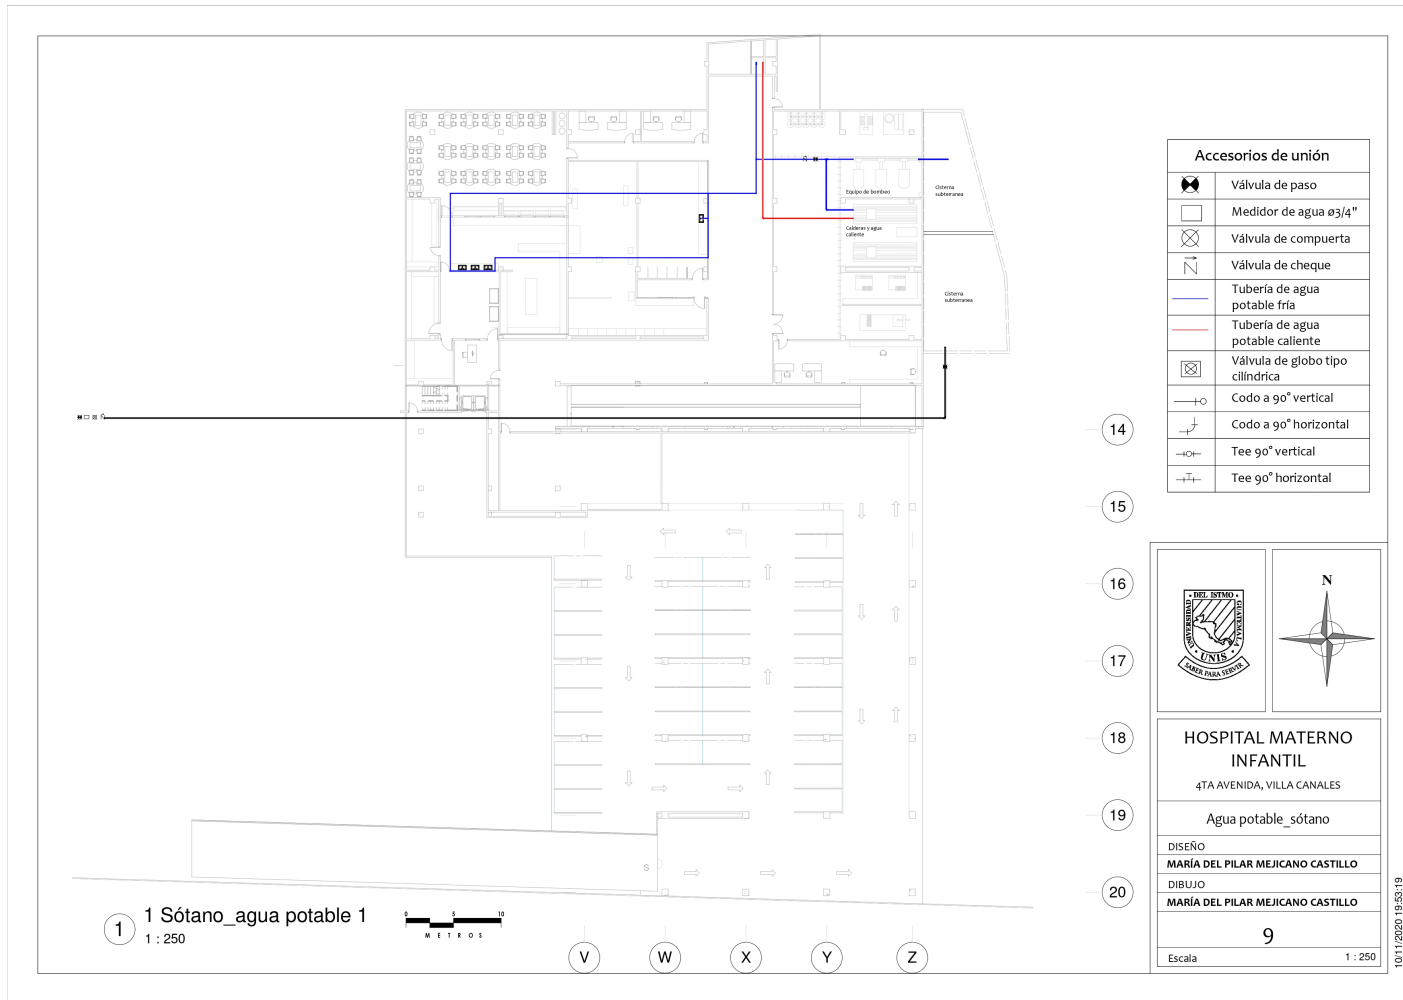 Equipo de bombeo
Calderas y agua
caliente
Cisterna
subterranea
Cisterna
subterranea
S
14
15
16
17
18
19
20
V
W
X
Y
Z
1
1 Sótano_agua potable 1
1 : 250
0
5
10
METROS
Accesorios de unión
Válvula de paso
Medidor de agua ø3/4"
Válvula de compuerta
Válvula de cheque
Tubería de agua
potable fría
Tubería de agua
potable caliente
Válvula de globo tipo
cilíndrica
Codo a 90° vertical
Codo a 90° horizontal
Tee 90° vertical
Tee 90° horizontal
UNIVERSIDAD • DEL ISTMO • GUATEMALA
• UNIS •
SABER PARA SERVIR
N
HOSPITAL MATERNO
INFANTIL
4TA AVENIDA, VILLA CANALES
Agua potable_sótano
DISEÑO
MARÍA DEL PILAR MEJICANO CASTILLO
DIBUJO
MARÍA DEL PILAR MEJICANO CASTILLO
9
Escala
1 : 250
10/11/2020 19:53:19